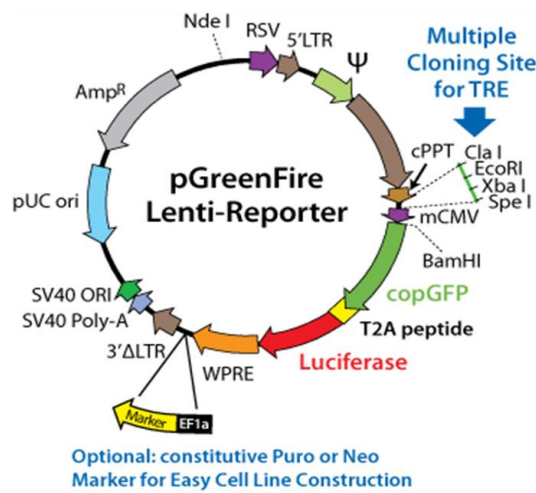 Nde I
RSV
5'LTR
Ψ
Multiple
Cloning Site
for TRE
AmpR
cPPT
Cla I
EcoRI
Xba I
Spe I
pGreenFire
Lenti-Reporter
pUC ori
mCMV
BamHI
copGFP
SV40 ORI
T2A peptide
SV40 Poly-A
3'ΔLTR
WPRE
Luciferase
Marker
EF1a
Optional: constitutive Puro or Neo
Marker for Easy Cell Line Construction